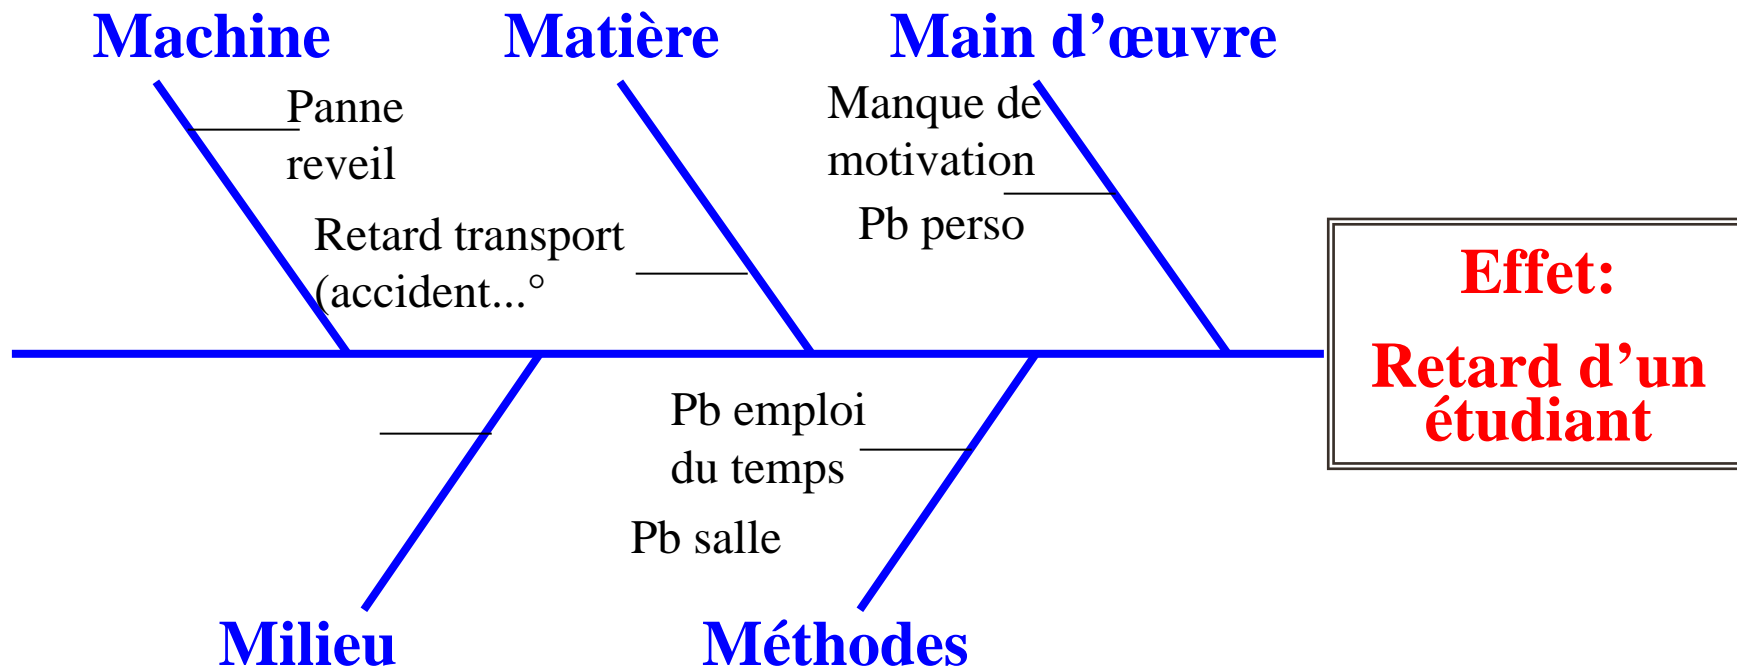 Machine
Matière
Main d’œuvre
Panne
reveil
Manque de
motivation
Retard transport
(accident...°
Pb perso
Effet:
Retard d’un
étudiant
Pb emploi
du temps
Pb salle
Milieu
Méthodes